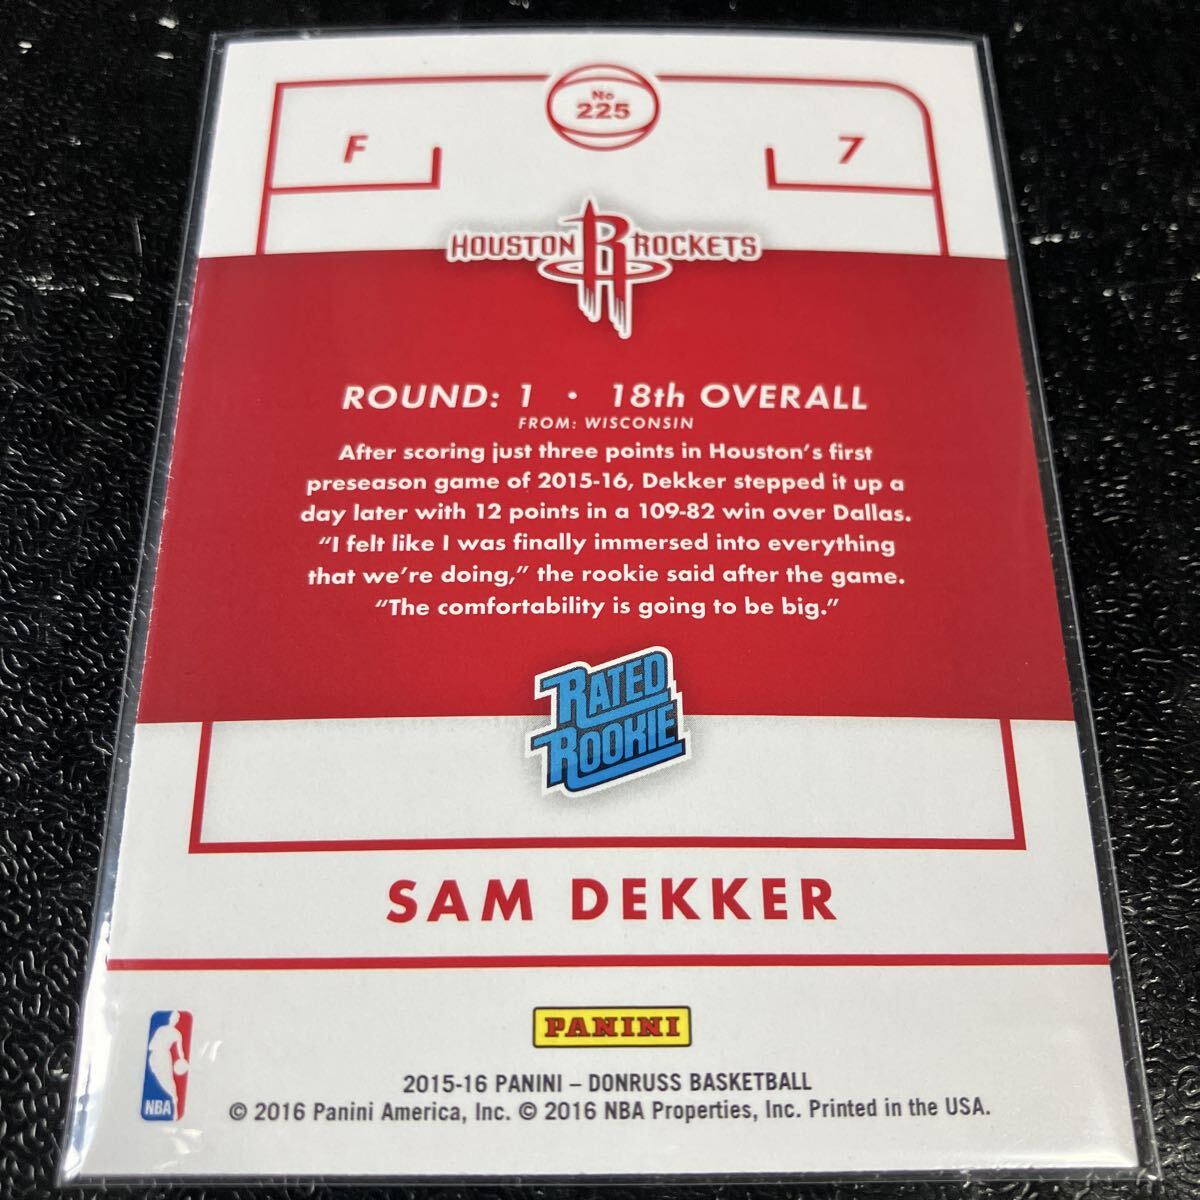 No
225
F
7
HOUSTON R ROCKETS
ROUND: 1 • 18th OVERALL
FROM: WISCONSIN
After scoring just three points in Houston's first
preseason game of 2015-16, Dekker stepped it up a
day later with 12 points in a 109-82 win over Dallas.
"I felt like I was finally immersed into everything
that we're doing," the rookie said after the game.
"The comfortability is going to be big."
RATED
ROOKIE
SAM DEKKER
PANINI
NBA
2015-16 PANINI – DONRUSS BASKETBALL
© 2016 Panini America, Inc. © 2016 NBA Properties, Inc. Printed in the USA.